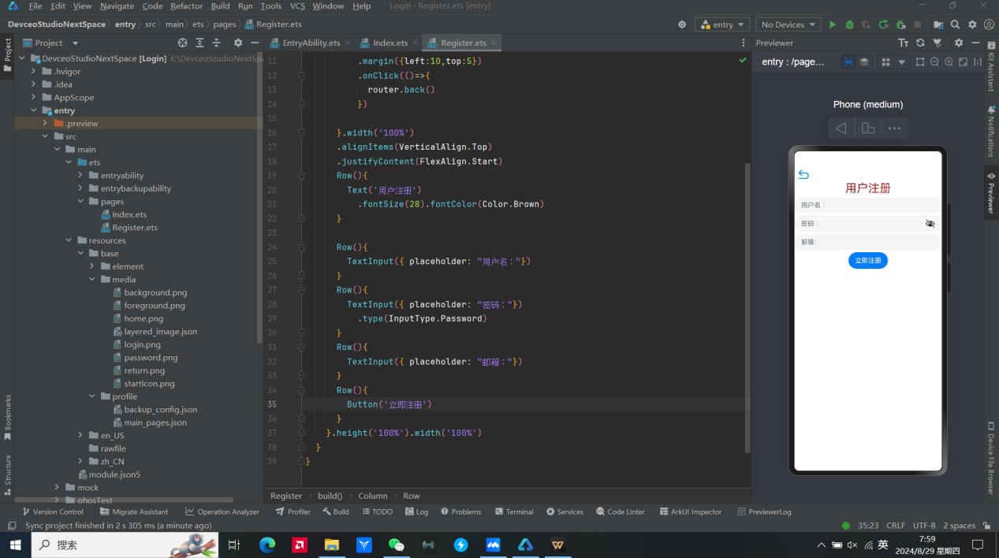 File Edit View Navigate Code Refactor Build Run Tools VCS Window Help Login - Register.ets [entry]
DevceoStudioNextSpace entry src main ets pages Register.ets entry No Devices
Project EntryAbility.ets Index.ets Register.ets Previewer
DevceoStudioNextSpace [Login] E:\DevceoStudioNextSp
.hvigor
.idea
AppScope
entry
.preview
src
main
ets
entryability
entrybackupability
pages
Index.ets
Register.ets
resources
base
element
media
background.png
foreground.png
home.png
layered_image.json
login.png
password.png
return.png
startIcon.png
profile
backup_config.json
main_pages.json
en_US
rawfile
zh_CN
module.json5
mock
ohosTest
Project
Bookmarks
Structure
11 .margin({left:10,top:5})
12 .onClick(()=>{
13 router.back()
14 })
15
16 }.width('100%')
17 .alignItems(VerticalAlign.Top)
18 .justifyContent(FlexAlign.Start)
19 Row(){
20 Text('用户注册')
21 .fontSize(28).fontColor(Color.Brown)
22 }
23
24 Row(){
25 TextInput({ placeholder: "用户名："})
26 }
27 Row(){
28 TextInput({ placeholder: "密码："})
29 .type(InputType.Password)
30 }
31 Row(){
32 TextInput({ placeholder: "邮箱："})
33 }
34 Row(){
35 Button('立即注册')
36 }
37 }.height('100%').width('100%')
38 }
39 }
Register build() Column Row
entry : /page... 1:1
Phone (medium)
用户注册
用户名：
密码：
邮箱：
立即注册
Kit Assistant
Notifications
Previewer
Device File Browser
Version Control Migrate Assistant Operation Analyzer Profiler Build TODO Log Problems Terminal Services Code Linter ArkUI Inspector PreviewerLog
Sync project finished in 2 s 305 ms (a minute ago) 35:23 CRLF UTF-8 2 spaces
搜索 英 7:59
2024/8/29 星期四